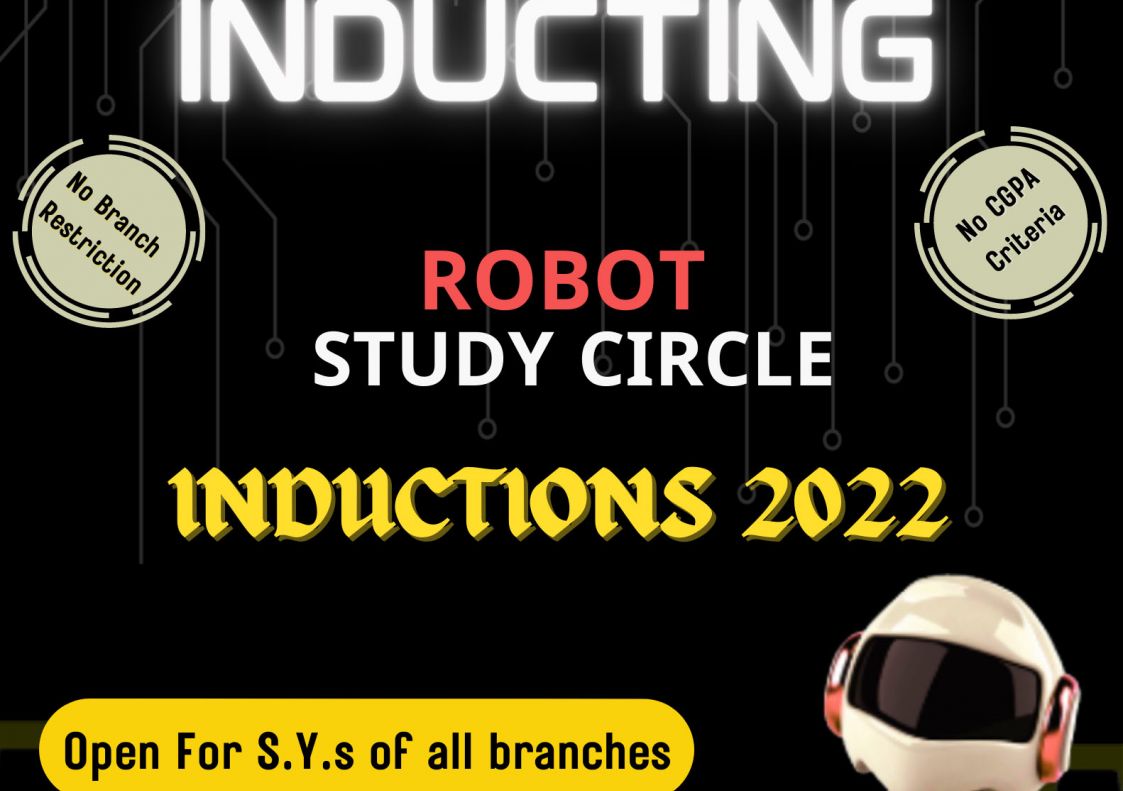 INDUCTING
No Branch
Restriction
No CGPA
Criteria
ROBOT
STUDY CIRCLE
INDUCTIONS 2022
Open For S.Y.s of all branches